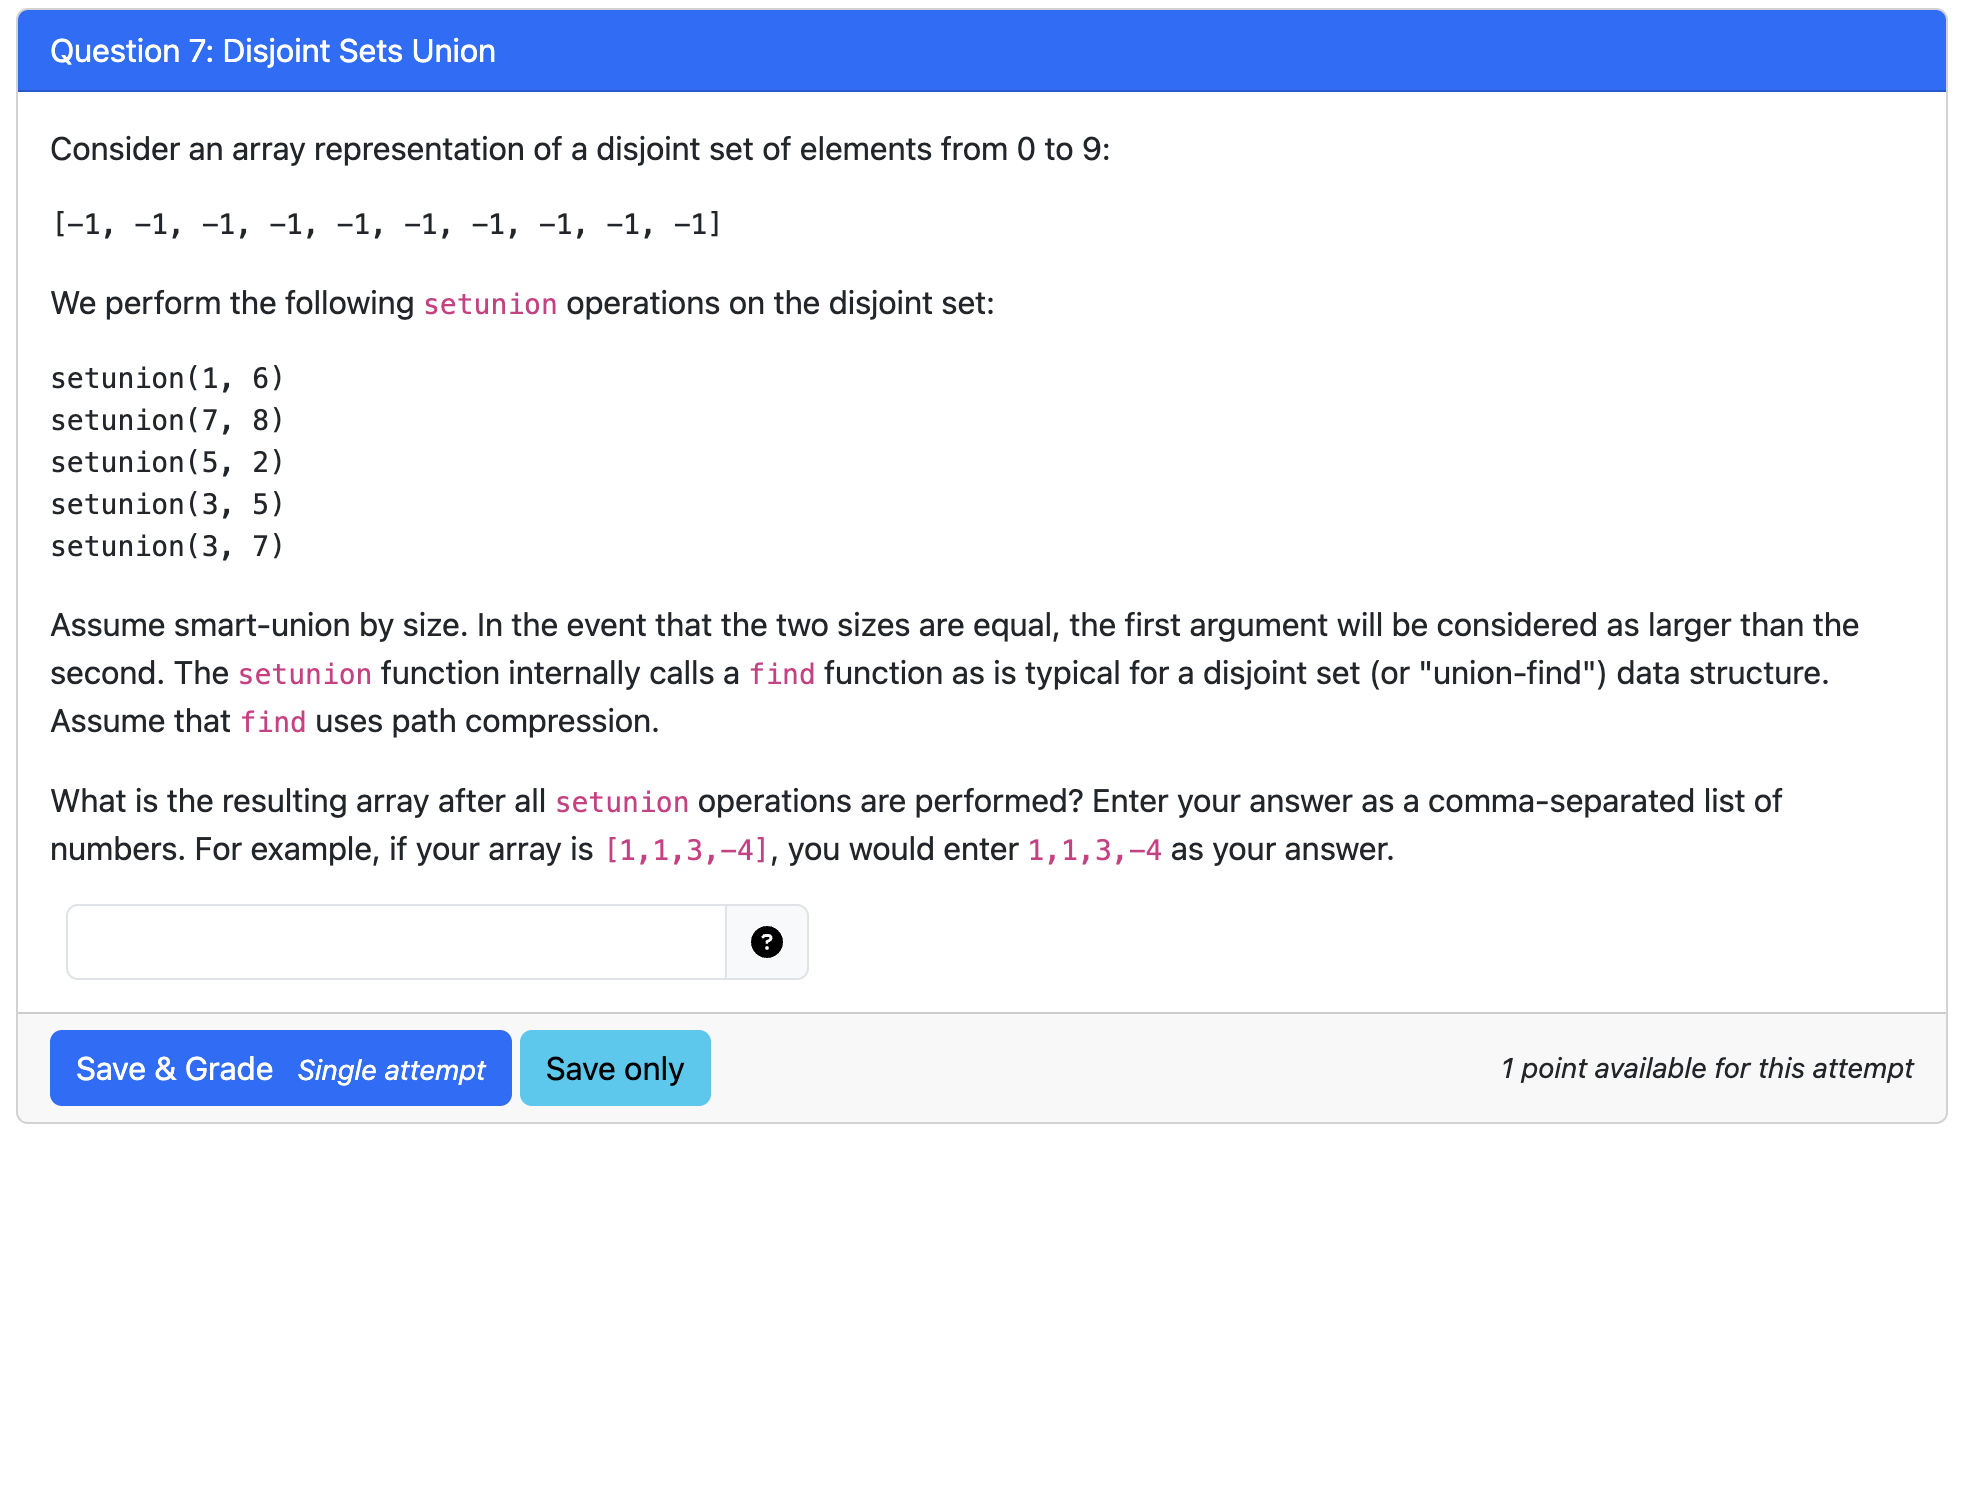 Question 7: Disjoint Sets Union
Consider an array representation of a disjoint set of elements from 0 to 9:
[-1, -1, -1, -1, -1, -1, -1, -1, -1, -1]
We perform the following setunion operations on the disjoint set:
setunion(1, 6)
setunion(7, 8)
setunion(5, 2)
setunion(3, 5)
setunion(3, 7)
Assume smart-union by size. In the event that the two sizes are equal, the first argument will be considered as larger than the
second. The setunion function internally calls a find function as is typical for a disjoint set (or "union-find") data structure.
Assume that find uses path compression.
What is the resulting array after all setunion operations are performed? Enter your answer as a comma-separated list of
numbers. For example, if your array is [1,1,3,-4], you would enter 1,1,3,-4 as your answer.
?
Save & Grade Single attempt Save only 1 point available for this attempt